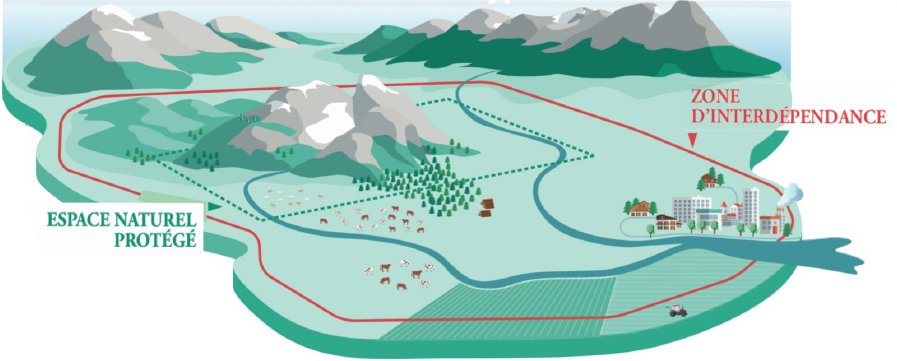 ZONE
D'INTERDÉPENDANCE
ESPACE NATUREL
PROTÉGÉ